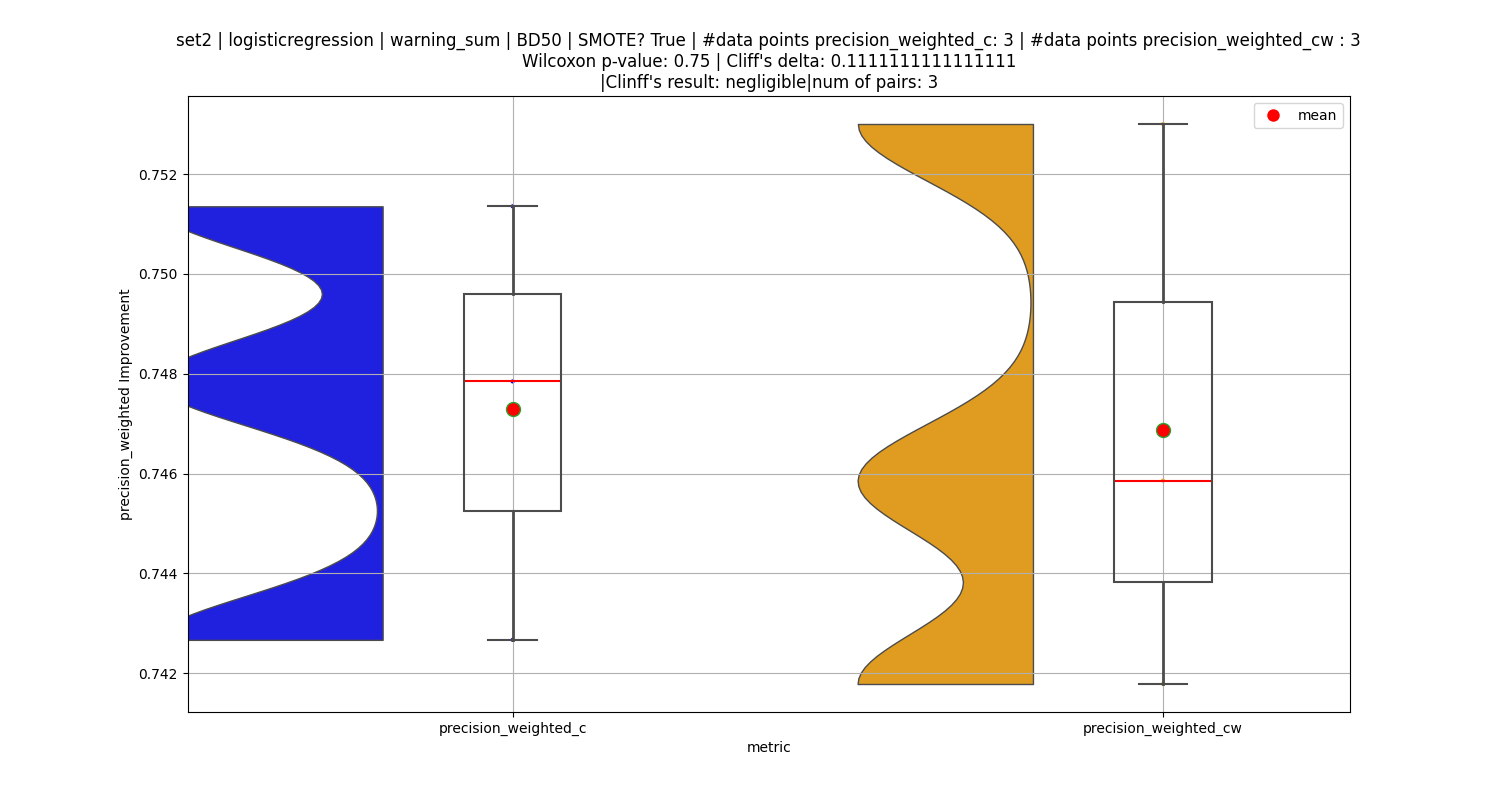 set2 | logisticregression | warning_sum | BD50 | SMOTE? True | #data points precision_weighted_c: 3 | #data points precision_weighted_cw : 3
Wilcoxon p-value: 0.75 | Cliff's delta: 0.1111111111111111
|Clinff's result: negligible|num of pairs: 3
mean
0.752
0.750
0.748
0.746
0.744
0.742
precision_weighted Improvement
precision_weighted_c
precision_weighted_cw
metric